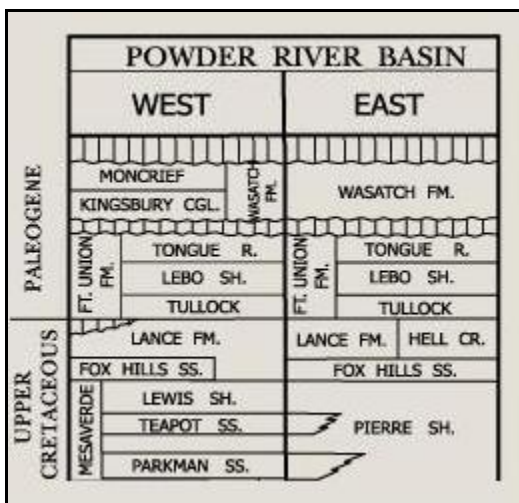 POWDER RIVER BASIN
WEST EAST
PALEOGENE
MONCRIEF
KINGSBURY CGL.
WASATCH FM.
WASATCH FM.
FT. UNION FM.
TONGUE R.
LEBO SH.
TULLOCK
FT. UNION FM.
TONGUE R.
LEBO SH.
TULLOCK
UPPER CRETACEOUS
LANCE FM.
LANCE FM. HELL CR.
FOX HILLS SS.
FOX HILLS SS.
MESAVERDE
LEWIS SH.
TEAPOT SS.
PARKMAN SS.
PIERRE SH.